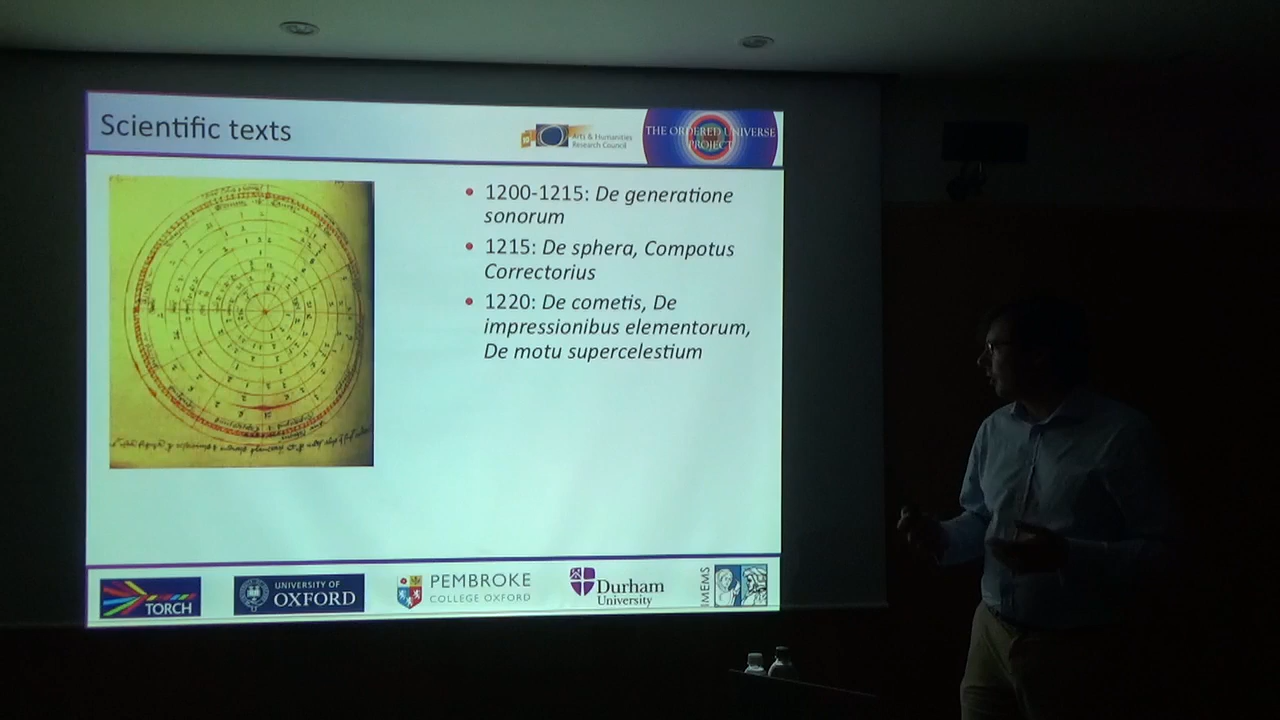 Scientific texts
Arts & Humanities
Research Council
THE ORDERED UNIVERSE
PROJECT
• 1200-1215: De generatione
sonorum
• 1215: De sphera, Compotus
Correctorius
• 1220: De cometis, De
impressionibus elementorum,
De motu supercelestium
TORCH
UNIVERSITY OF
OXFORD
PEMBROKE
COLLEGE OXFORD
Durham
University
IMEMS